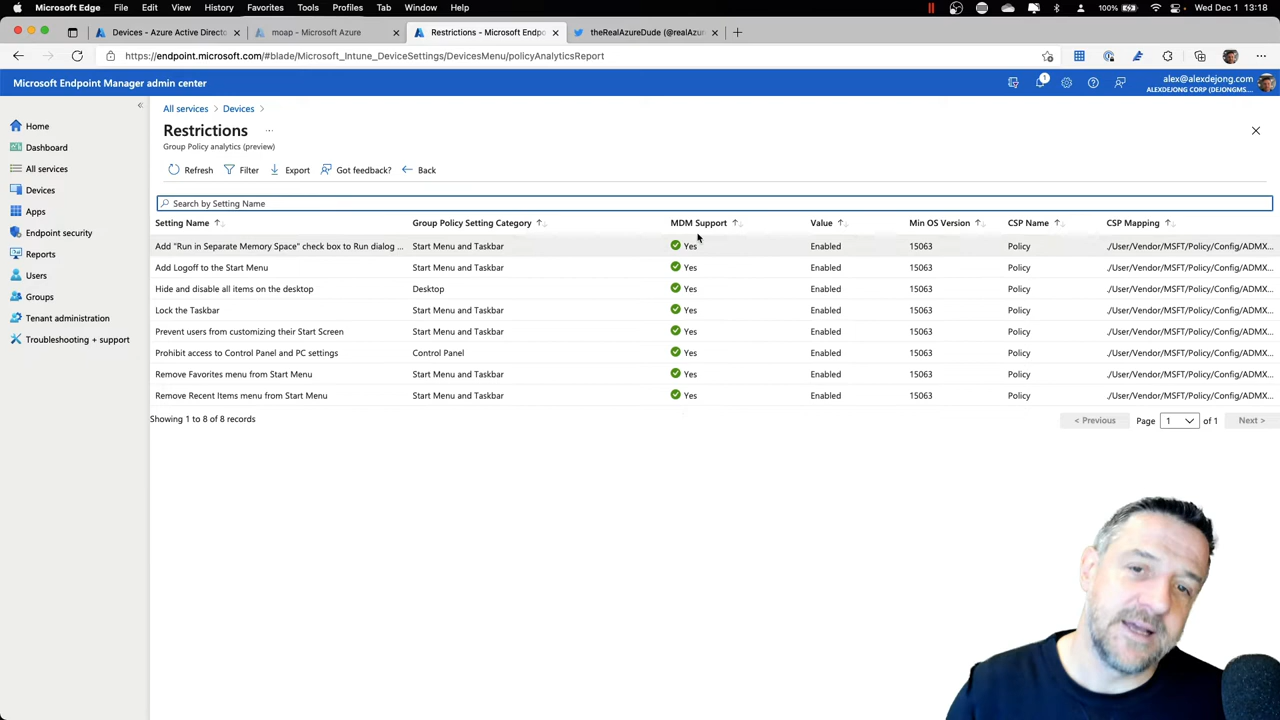 Microsoft Edge File Edit View History Favorites Tools Profiles Tab Window Help 100% Wed Dec 1 13:18
Devices - Azure Active Directo moap - Microsoft Azure Restrictions - Microsoft Endpo theRealAzureDude (@realAzur
https://endpoint.microsoft.com/#blade/Microsoft_Intune_DeviceSettings/DevicesMenu/policyAnalyticsReport
Microsoft Endpoint Manager admin center
1
alex@alexdejong.com
ALEXDEJONG CORP (DEJONGMS...
Home
Dashboard
All services
Devices
Apps
Endpoint security
Reports
Users
Groups
Tenant administration
Troubleshooting + support
All services > Devices >
Restrictions ...
Group Policy analytics (preview)
Refresh Filter Export Got feedback? Back
Search by Setting Name
Setting Name Group Policy Setting Category MDM Support Value Min OS Version CSP Name CSP Mapping
Add "Run in Separate Memory Space" check box to Run dialog ... Start Menu and Taskbar Yes Enabled 15063 Policy ./User/Vendor/MSFT/Policy/Config/ADMX...
Add Logoff to the Start Menu Start Menu and Taskbar Yes Enabled 15063 Policy ./User/Vendor/MSFT/Policy/Config/ADMX...
Hide and disable all items on the desktop Desktop Yes Enabled 15063 Policy ./User/Vendor/MSFT/Policy/Config/ADMX...
Lock the Taskbar Start Menu and Taskbar Yes Enabled 15063 Policy ./User/Vendor/MSFT/Policy/Config/ADMX...
Prevent users from customizing their Start Screen Start Menu and Taskbar Yes Enabled 15063 Policy ./User/Vendor/MSFT/Policy/Config/ADMX...
Prohibit access to Control Panel and PC settings Control Panel Yes Enabled 15063 Policy ./User/Vendor/MSFT/Policy/Config/ADMX...
Remove Favorites menu from Start Menu Start Menu and Taskbar Yes Enabled 15063 Policy ./User/Vendor/MSFT/Policy/Config/ADMX...
Remove Recent Items menu from Start Menu Start Menu and Taskbar Yes Enabled 15063 Policy ./User/Vendor/MSFT/Policy/Config/ADMX...
Showing 1 to 8 of 8 records
< Previous Page 1 of 1 Next >